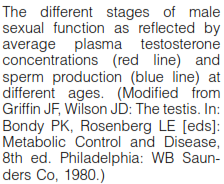 The different stages of male
sexual function as reflected by
average plasma testosterone
concentrations (red line) and
sperm production (blue line) at
different ages. (Modified from
Griffin JF, Wilson JD: The testis. In:
Bondy PK, Rosenberg LE [eds]:
Metabolic Control and Disease,
8th ed. Philadelphia: WB Saun-
ders Co, 1980.)